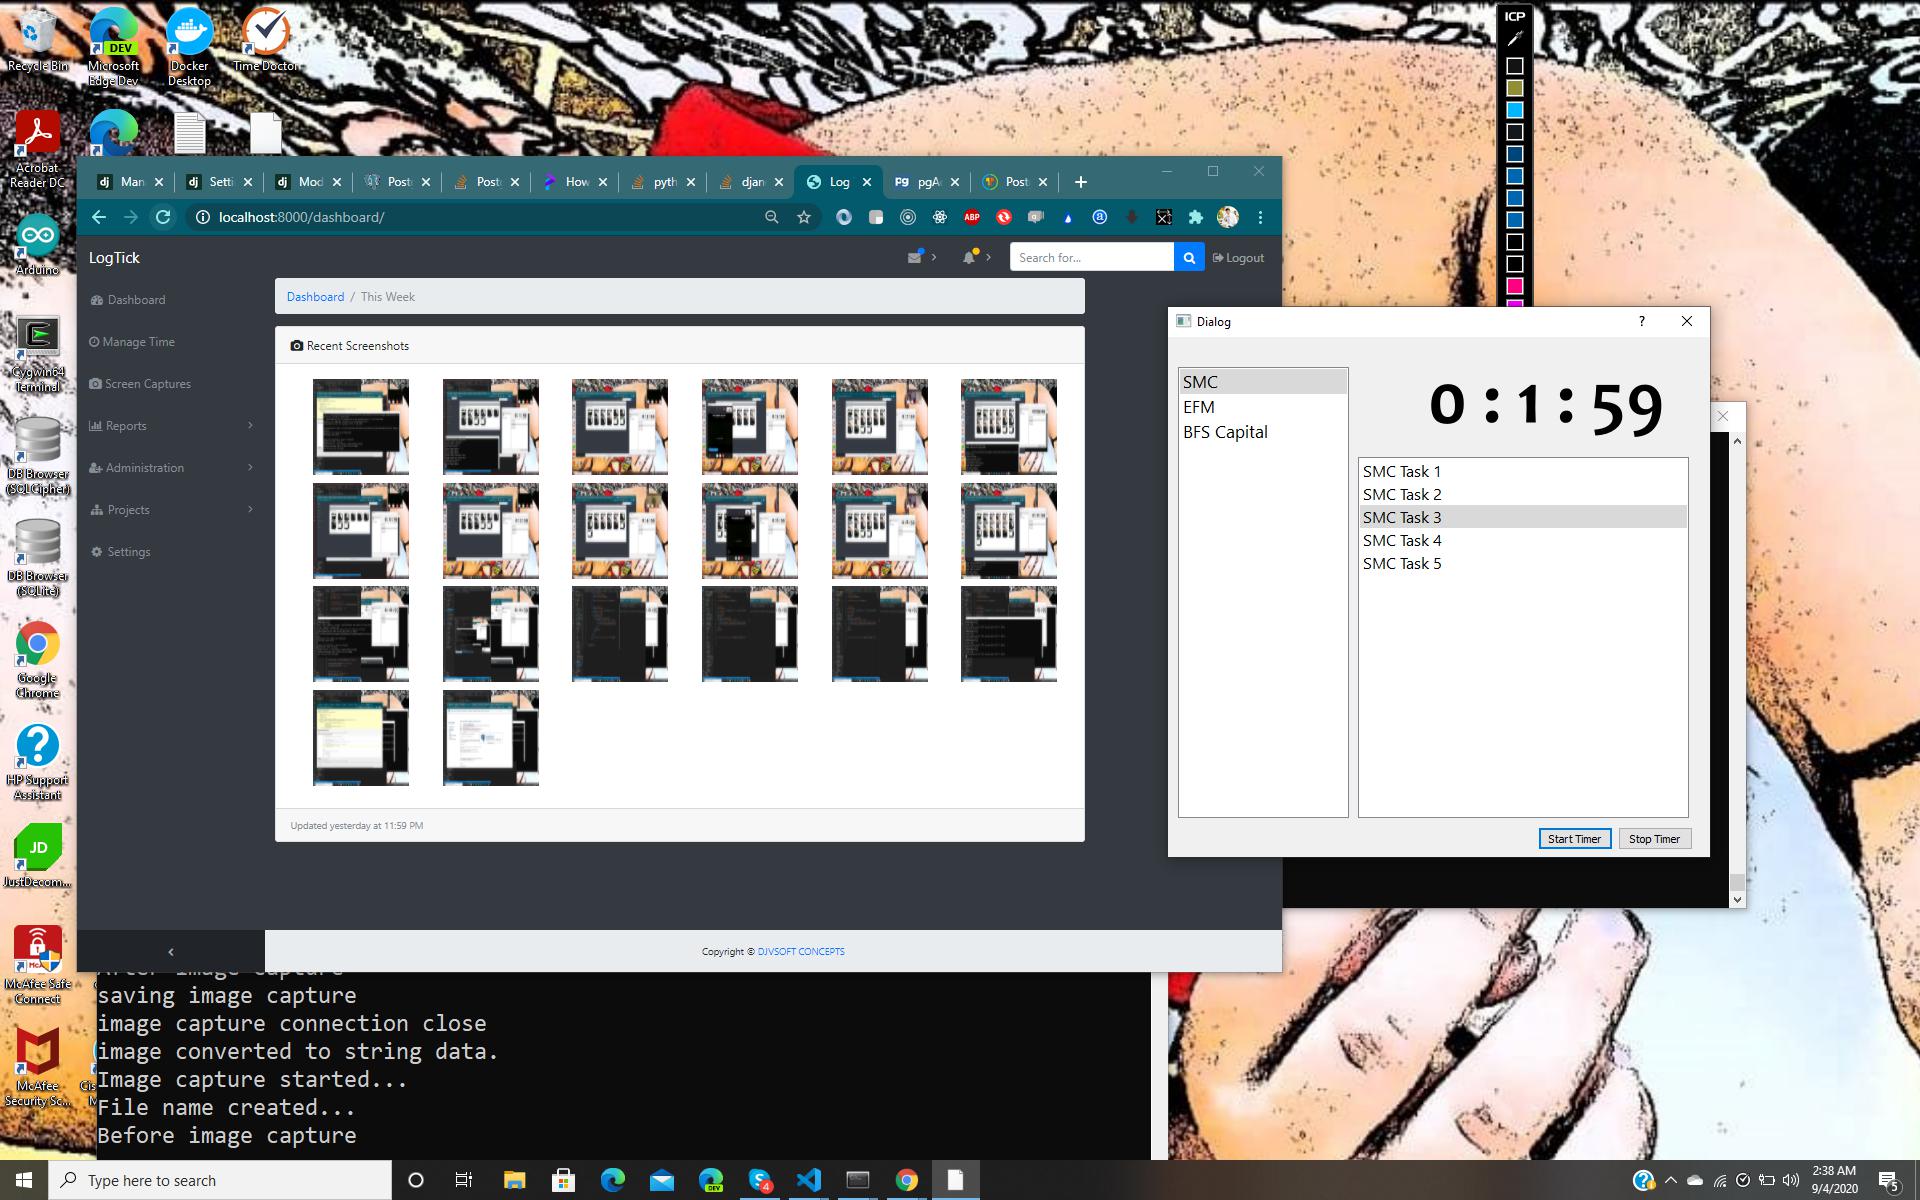 Recycle Bin
Microsoft Edge Dev
DEV
Docker Desktop
Time Doctor
Acrobat Reader DC
Arduino
Cygwin64 Terminal
DB Browser (SQLCipher)
DB Browser (SQLite)
Google Chrome
HP Support Assistant
JD
JustDecom...
McAfee Safe Connect
McAfee Security Sc...
ICP
Man
Setti
Mod
Post
Post
How
pyth
djan
Log
pgA
Post
localhost:8000/dashboard/
ABP
LogTick
Search for...
Logout
Dashboard
Manage Time
Screen Captures
Reports
Administration
Projects
Settings
Dashboard / This Week
Recent Screenshots
Updated yesterday at 11:59 PM
Copyright © DJVSOFT CONCEPTS
Dialog
SMC
EFM
BFS Capital
0:1:59
SMC Task 1
SMC Task 2
SMC Task 3
SMC Task 4
SMC Task 5
Start Timer
Stop Timer
After image capture
saving image capture
image capture connection close
image converted to string data.
Image capture started...
File name created...
Before image capture
Type here to search
DEV
4
2:38 AM
9/4/2020
5